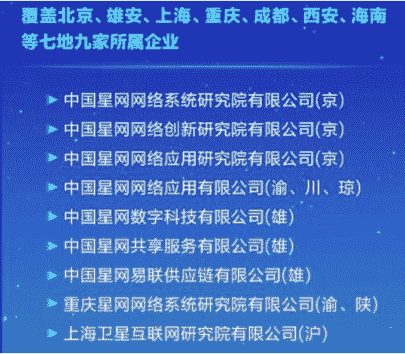 覆盖北京、雄安、上海、重庆、成都、西安、海南
等七地九家所属企业
中国星网网络系统研究院有限公司(京)
中国星网网络创新研究院有限公司(京)
中国星网网络应用研究院有限公司(京)
中国星网网络应用有限公司(渝、川、琼)
中国星网数字科技有限公司(雄)
中国星网共享服务有限公司(雄)
中国星网易联供应链有限公司(雄)
重庆星网网络系统研究院有限公司(渝、陕)
上海卫星互联网研究院有限公司(沪)